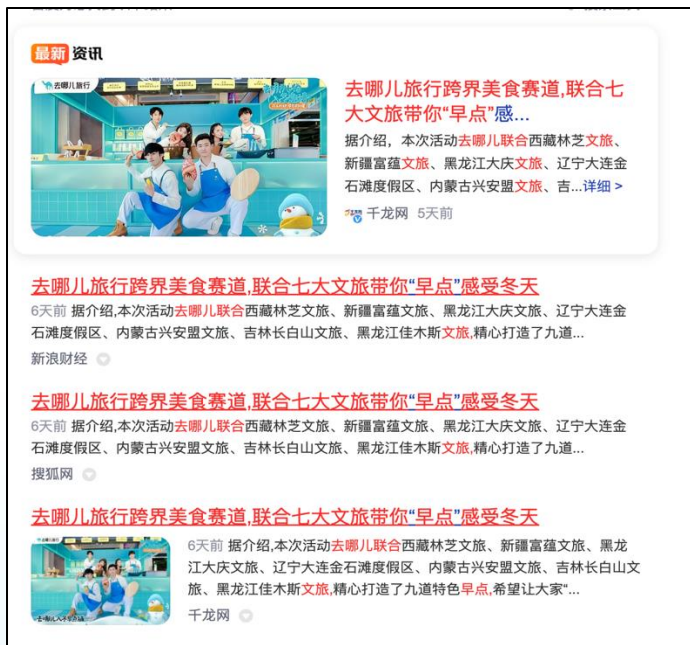 最新 资讯
去哪儿旅行
去哪儿旅行跨界美食赛道,联合七
大文旅带你“早点”感...
据介绍，本次活动去哪儿联合西藏林芝文旅、
新疆富蕴文旅、黑龙江大庆文旅、辽宁大连金
石滩度假区、内蒙古兴安盟文旅、吉...详细 >
千龙网 5天前
去哪儿旅行跨界美食赛道,联合七大文旅带你“早点”感受冬天
6天前 据介绍,本次活动去哪儿联合西藏林芝文旅、新疆富蕴文旅、黑龙江大庆文旅、辽宁大连金
石滩度假区、内蒙古兴安盟文旅、吉林长白山文旅、黑龙江佳木斯文旅,精心打造了九道...
新浪财经
去哪儿旅行跨界美食赛道,联合七大文旅带你“早点”感受冬天
6天前 据介绍,本次活动去哪儿联合西藏林芝文旅、新疆富蕴文旅、黑龙江大庆文旅、辽宁大连金
石滩度假区、内蒙古兴安盟文旅、吉林长白山文旅、黑龙江佳木斯文旅,精心打造了九道...
搜狐网
去哪儿旅行跨界美食赛道,联合七大文旅带你“早点”感受冬天
6天前 据介绍,本次活动去哪儿联合西藏林芝文旅、新疆富蕴文旅、黑龙
江大庆文旅、辽宁大连金石滩度假区、内蒙古兴安盟文旅、吉林长白山文
旅、黑龙江佳木斯文旅,精心打造了九道特色早点,希望让大家“...
千龙网